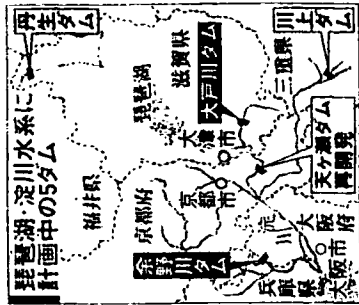 琵琶湖・淀川水系に
計画中の5ダム
丹生ダム
福井県
琵琶湖
滋賀県
京都府
京都市
大津市
大戸川ダム
三重県
川上ダム
天ケ瀬ダム
再開発
余野川ダム
淀川
大阪府
兵庫県
大阪市